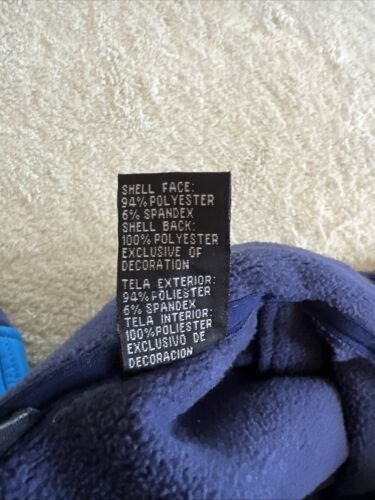 SHELL FACE:
94% POLYESTER
6% SPANDEX
SHELL BACK:
100% POLYESTER
EXCLUSIVE OF
DECORATION
TELA EXTERIOR:
94% POLIESTER
6% SPANDEX
TELA INTERIOR:
100%POLIESTER
EXCLUSIVO DE
DECORACION